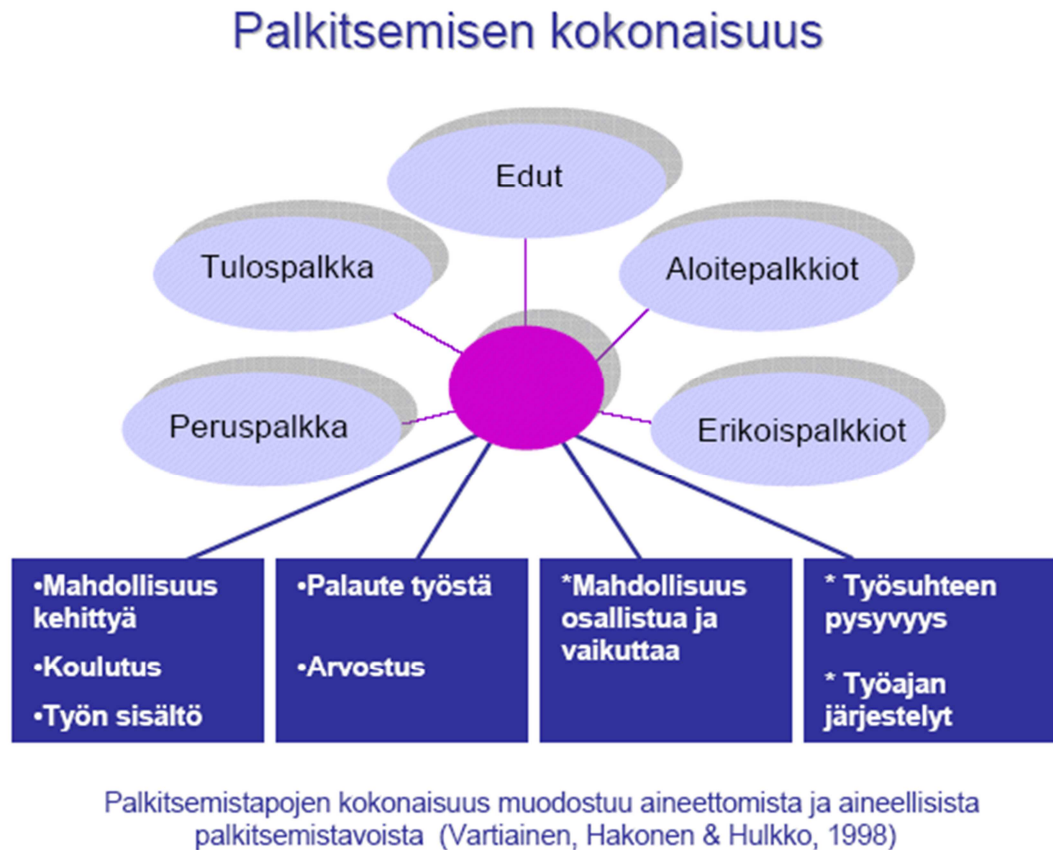 Palkitsemisen kokonaisuus
Edut
Tulospalkka
Aloitepalkkiot
Peruspalkka
Erikoispalkkiot
•Mahdollisuus
kehittyä
•Koulutus
•Työn sisältö
•Palaute työstä
•Arvostus
*Mahdollisuus
osallistua ja
vaikuttaa
* Työsuhteen
pysyvyys
* Työajan
järjestelyt
Palkitsemistapojen kokonaisuus muodostuu aineettomista ja aineellisista
palkitsemistavoista (Vartiainen, Hakonen & Hulkko, 1998)